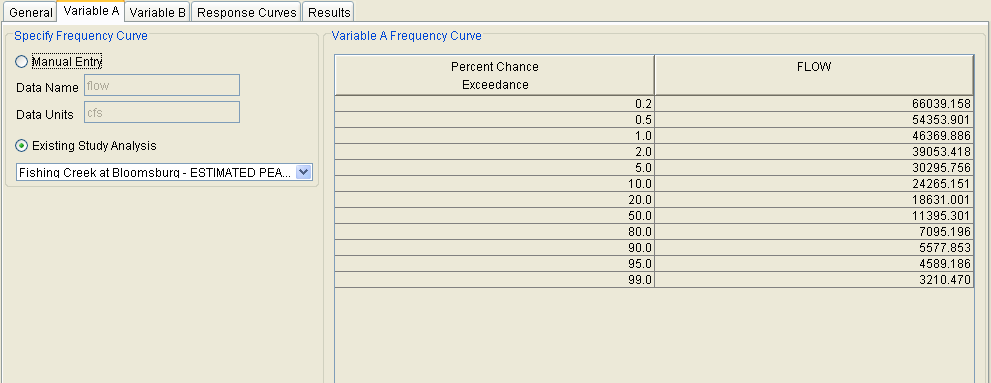 General Variable A Variable B Response Curves Results
Specify Frequency Curve
Manual Entry
Data Name flow
Data Units cfs
Existing Study Analysis
Fishing Creek at Bloomsburg - ESTIMATED PEA...
Variable A Frequency Curve
Percent Chance Exceedance FLOW
0.2 66039.158
0.5 54353.901
1.0 46369.886
2.0 39053.418
5.0 30295.756
10.0 24265.151
20.0 18631.001
50.0 11395.301
80.0 7095.196
90.0 5577.853
95.0 4589.186
99.0 3210.470